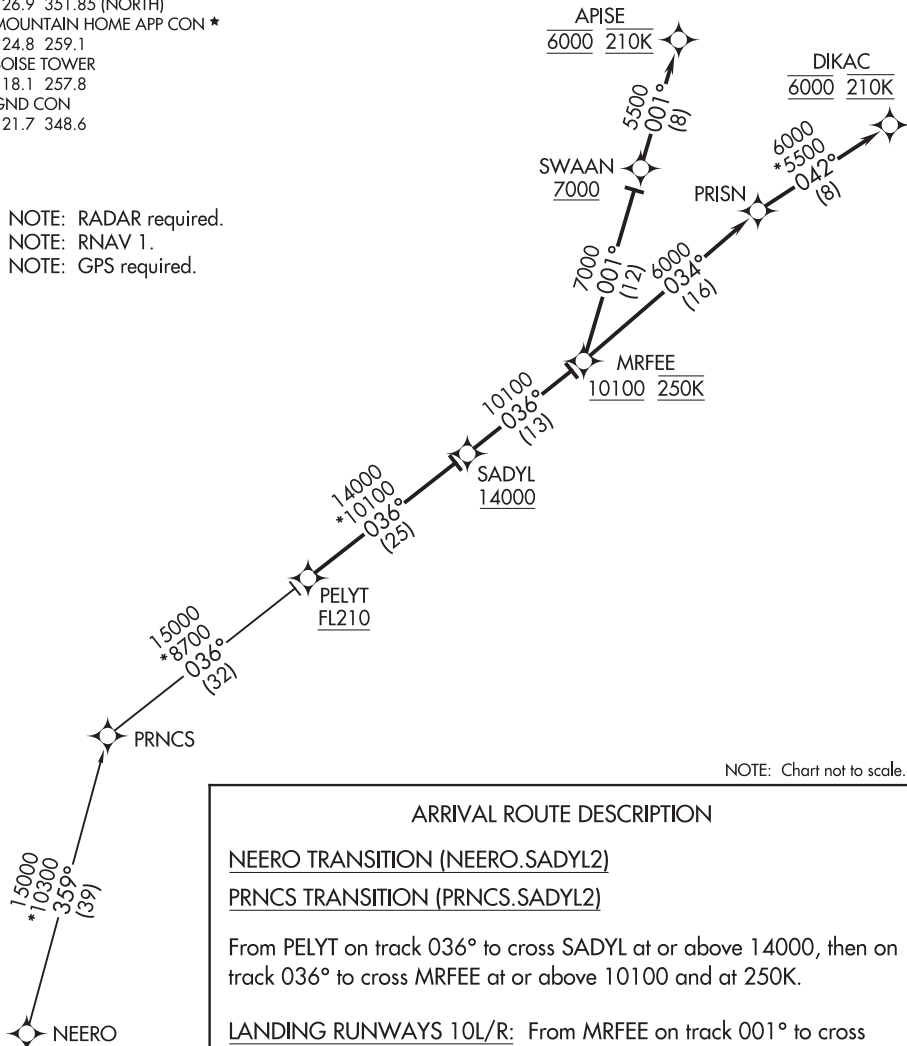 26.9 351.85 (NORTH)
MOUNTAIN HOME APP CON ★
24.8 259.1
BOISE TOWER
18.1 257.8
GND CON
21.7 348.6
NOTE: RADAR required.
NOTE: RNAV 1.
NOTE: GPS required.
APISE
6000 210K
DIKAC
6000 210K
5500
001°
(8)
SWAAN
7000
6000
*5500
042°
(8)
PRISN
7000
001°
(12)
6000
034°
(16)
MRFEE
10100 250K
10100
036°
(13)
SADYL
14000
14000
*10100
036°
(25)
PELYT
FL210
15000
*8700
036°
(32)
PRNCS
15000
*10300
359°
(39)
NEERO
NOTE: Chart not to scale.
ARRIVAL ROUTE DESCRIPTION
NEERO TRANSITION (NEERO.SADYL2)
PRNCS TRANSITION (PRNCS.SADYL2)
From PELYT on track 036° to cross SADYL at or above 14000, then on
track 036° to cross MRFEE at or above 10100 and at 250K.
LANDING RUNWAYS 10L/R: From MRFEE on track 001° to cross